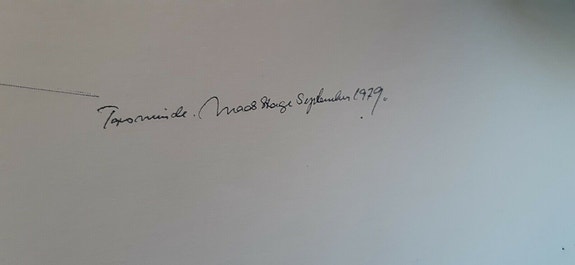 Torsminde. Mads Stage September 1979.